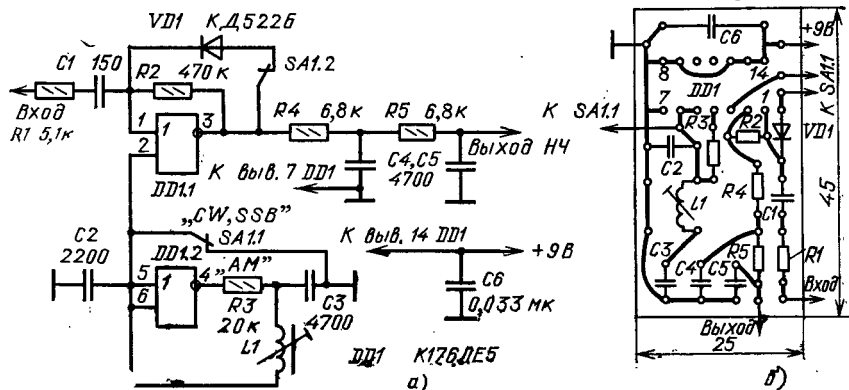 VD1 КД522Б
C1 150
R2 470 к
SA1.2
Вход
R1 5,1к
1
1
3
2
DD1.1
R4 6,8к
R5 6,8к
К SA1.1
Выход НЧ
К выв. 7 DD1
C4, C5
4700
„CW, SSB”
SA1.1
К выв. 14 DD1
+9В
C2
2200
DD1.2
5
1
4
6
„AM”
R3
20к
C3
4700
L1
C6
0,033 мк
DD1 К176ЛЕ5
а)
C6
+9В
8
14
DD1
К SA1.1
7
1
R3
R2
VD1
C2
R4
L1
C1
45
C3
C4
C5
R5
R1
Вход
Выход
25
в)